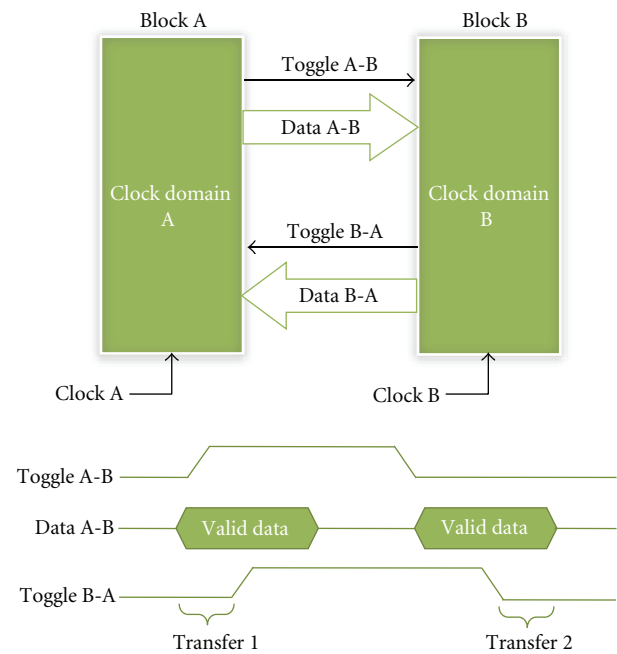 Block A
Block B
Toggle A-B
Data A-B
Clock domain
A
Clock domain
B
Toggle B-A
Data B-A
Clock A
Clock B
Toggle A-B
Data A-B
Valid data
Valid data
Toggle B-A
Transfer 1
Transfer 2